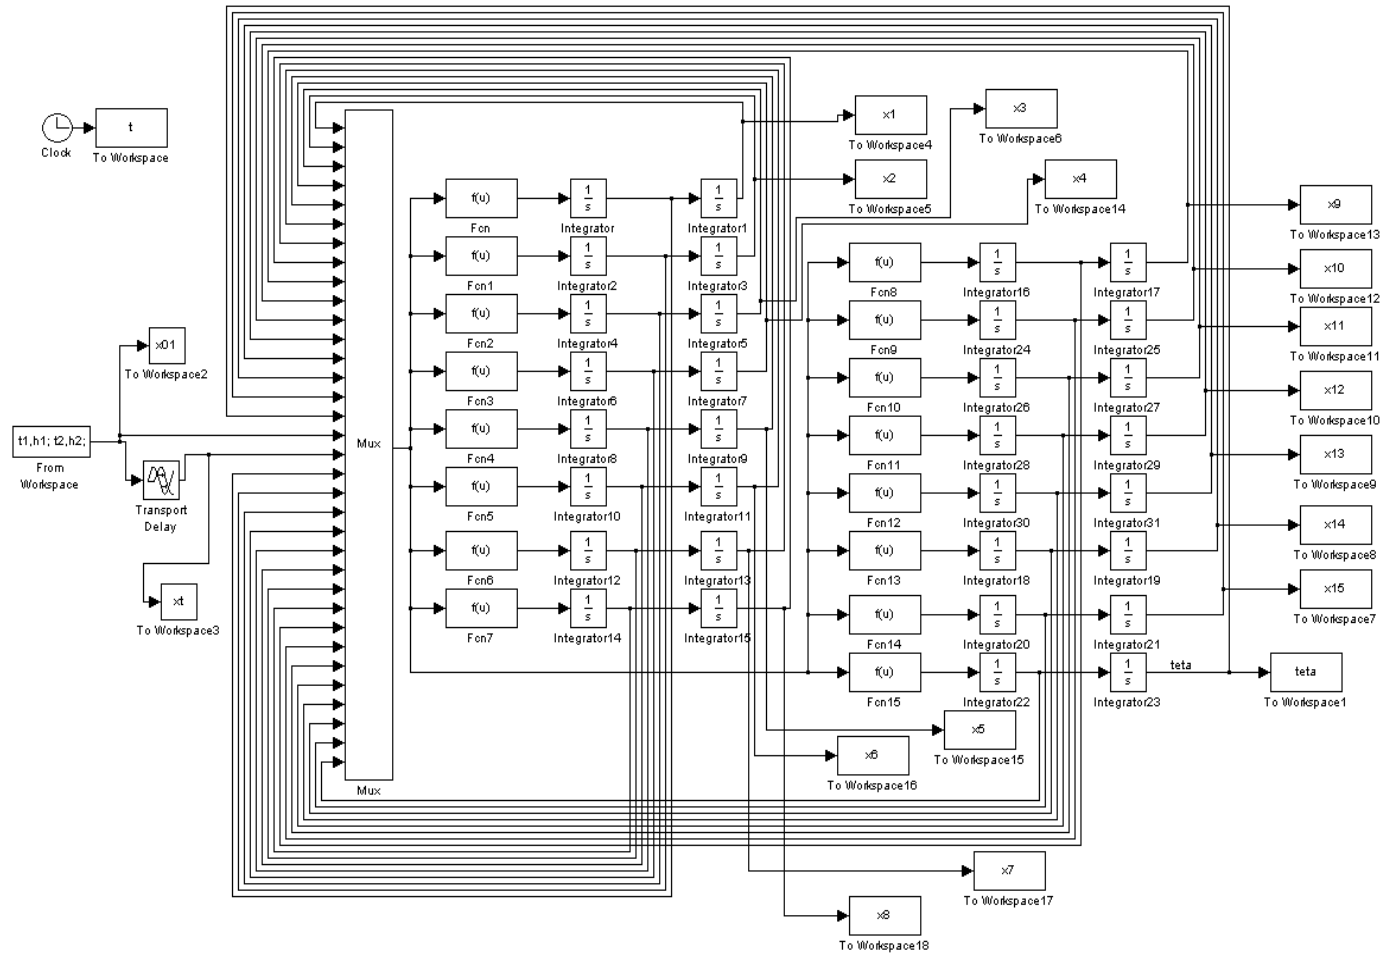 x1
To Workspace4
x3
To Workspace6
t
Clock
To Workspace
x2
To Workspace5
x4
To Workspace14
x9
To Workspace13
x10
To Workspace12
x11
To Workspace11
x12
To Workspace10
x13
To Workspace9
x14
To Workspace8
x15
To Workspace7
teta
teta
To Workspace1
x01
To Workspace2
t1,h1; t2,h2;
From
Workspace
Transport
Delay
xt
To Workspace3
Mux
Mux
f(u)
Fcn
1
s
Integrator
1
s
Integrator1
f(u)
Fcn1
1
s
Integrator2
1
s
Integrator3
f(u)
Fcn2
1
s
Integrator4
1
s
Integrator5
f(u)
Fcn3
1
s
Integrator6
1
s
Integrator7
f(u)
Fcn4
1
s
Integrator8
1
s
Integrator9
f(u)
Fcn5
1
s
Integrator10
1
s
Integrator11
f(u)
Fcn6
1
s
Integrator12
1
s
Integrator13
f(u)
Fcn7
1
s
Integrator14
1
s
Integrator15
f(u)
Fcn8
1
s
Integrator16
1
s
Integrator17
f(u)
Fcn9
1
s
Integrator24
1
s
Integrator25
f(u)
Fcn10
1
s
Integrator26
1
s
Integrator27
f(u)
Fcn11
1
s
Integrator28
1
s
Integrator29
f(u)
Fcn12
1
s
Integrator30
1
s
Integrator31
f(u)
Fcn13
1
s
Integrator18
1
s
Integrator19
f(u)
Fcn14
1
s
Integrator20
1
s
Integrator21
f(u)
Fcn15
1
s
Integrator22
1
s
Integrator23
x5
To Workspace15
x6
To Workspace16
x7
To Workspace17
x8
To Workspace18